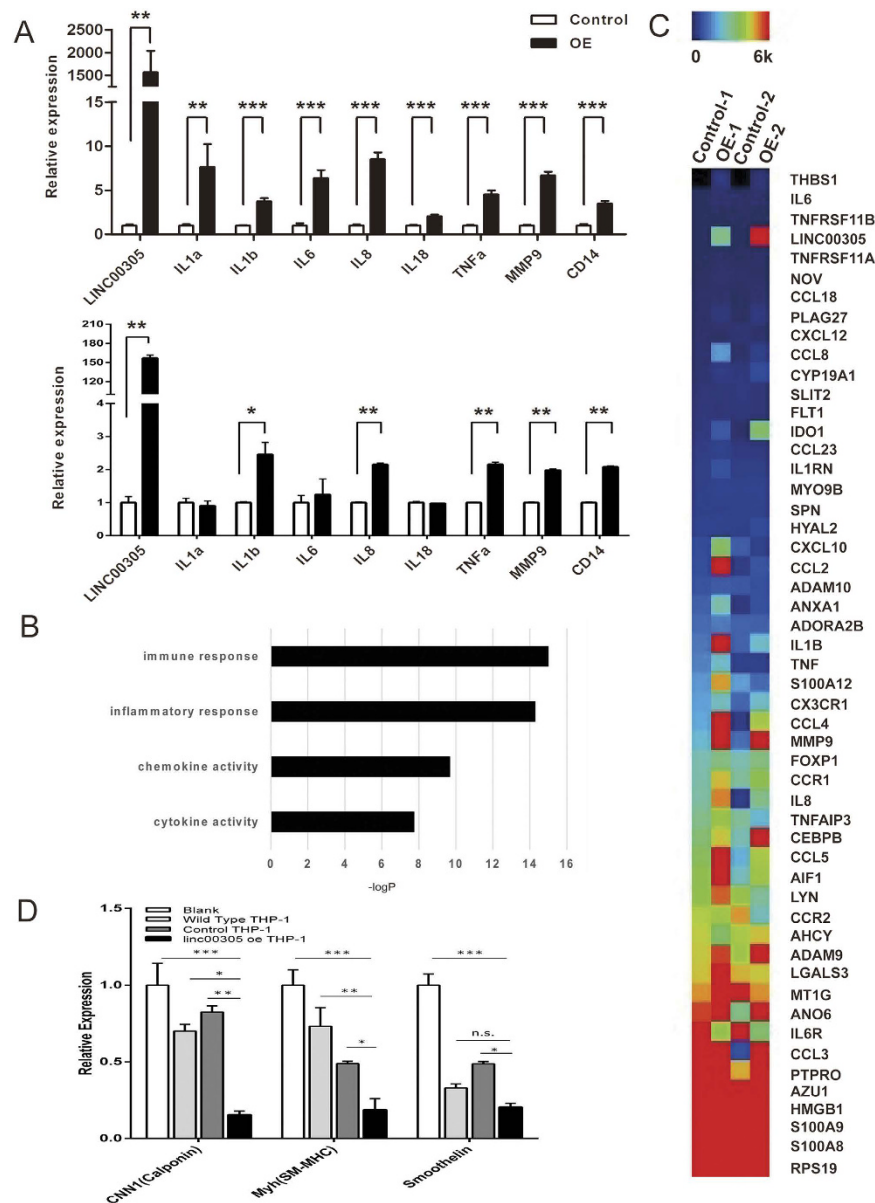 A
Control
OE
Relative expression
2500
2000
1500
1000
500
15
10
5
0
**
**
***
***
***
***
***
***
***
LINC00305
IL1a
IL1b
IL6
IL8
IL18
TNFa
MMP9
CD14
Relative expression
210
180
150
120
90
4
3
2
1
0
**
*
**
**
**
**
LINC00305
IL1a
IL1b
IL6
IL8
IL18
TNFa
MMP9
CD14
B
immune response
inflammatory response
chemokine activity
cytokine activity
0 2 4 6 8 10 12 14 16
-logP
C
0 6k
Control-1
OE-1
Control-2
OE-2
THBS1
IL6
TNFRSF11B
LINC00305
TNFRSF11A
NOV
CCL18
PLAG27
CXCL12
CCL8
CYP19A1
SLIT2
FLT1
IDO1
CCL23
IL1RN
MYO9B
SPN
HYAL2
CXCL10
CCL2
ADAM10
ANXA1
ADORA2B
IL1B
TNF
S100A12
CX3CR1
CCL4
MMP9
FOXP1
CCR1
IL8
TNFAIP3
CEBPB
CCL5
AIF1
LYN
CCR2
AHCY
ADAM9
LGALS3
MT1G
ANO6
IL6R
CCL3
PTPRO
AZU1
HMGB1
S100A9
S100A8
RPS19
D
Blank
Wild Type THP-1
Control THP-1
linc00305 oe THP-1
Relative Expression
1.5
1.0
0.5
0.0
***
*
**
***
**
*
***
n.s.
*
CNN1(Calponin)
Myh(SM-MHC)
Smoothelin